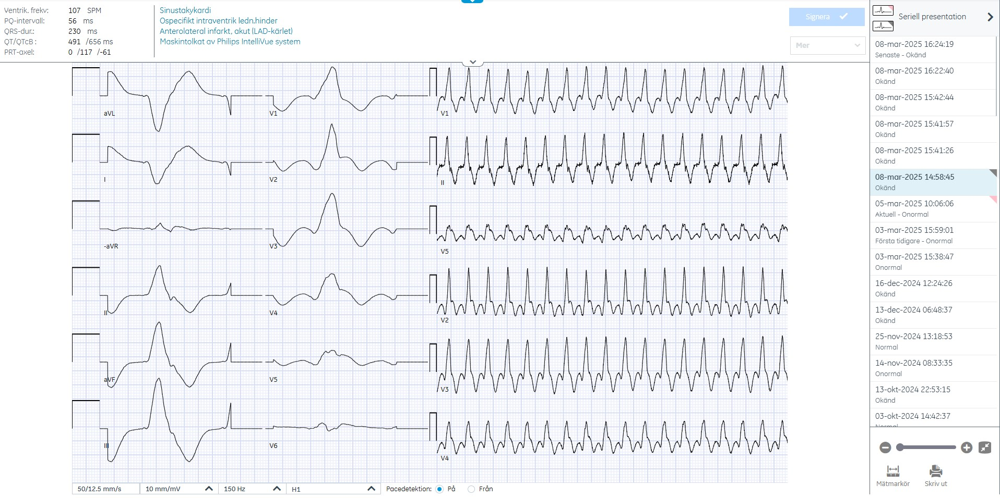 Ventrik. frekv: 107 SPM
PQ-intervall: 56 ms
QRS-dur.: 230 ms
QT/QTcB : 491 /656 ms
PRT-axel: 0 /117 /-61
Sinustakykardi
Ospecifikt intraventrik ledn.hinder
Anterolateral infarkt, akut (LAD-kärlet)
Maskintolkat av Philips IntelliVue system
Signera
Mer
aVL
V1
V1
I
V2
II
-aVR
V3
V5
II
V4
V2
aVF
V5
V3
III
V6
V4
50/12.5 mm/s
10 mm/mV
150 Hz
H1
Pacedetektion: På Från
Seriell presentation
08-mar-2025 16:24:19
Senaste - Okänd
08-mar-2025 16:22:40
Okänd
08-mar-2025 15:42:44
Okänd
08-mar-2025 15:41:57
Okänd
08-mar-2025 15:41:26
Okänd
08-mar-2025 14:58:45
Okänd
05-mar-2025 10:06:06
Aktuell - Onormal
03-mar-2025 15:59:01
Första tidigare - Onormal
03-mar-2025 15:38:47
Onormal
16-dec-2024 12:24:26
Okänd
13-dec-2024 06:48:37
Okänd
25-nov-2024 13:18:53
Normal
14-nov-2024 08:33:35
Onormal
13-okt-2024 22:53:15
Okänd
03-okt-2024 14:42:37
Normal
Mätmarkör
Skriv ut